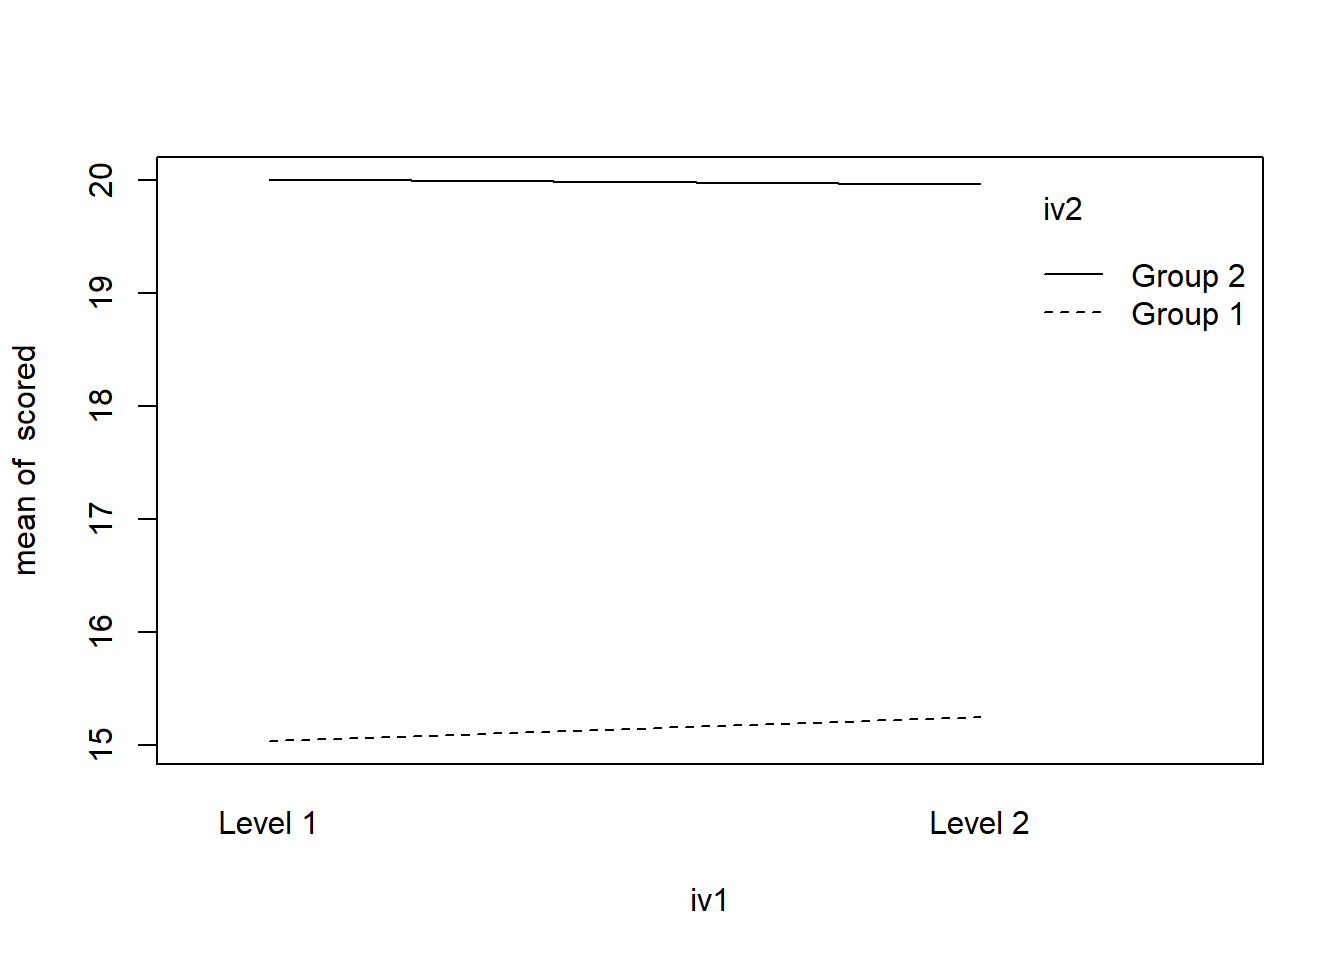 20
19
18
17
16
15
mean of  scored
iv2
Group 2
Group 1
Level 1
Level 2
iv1